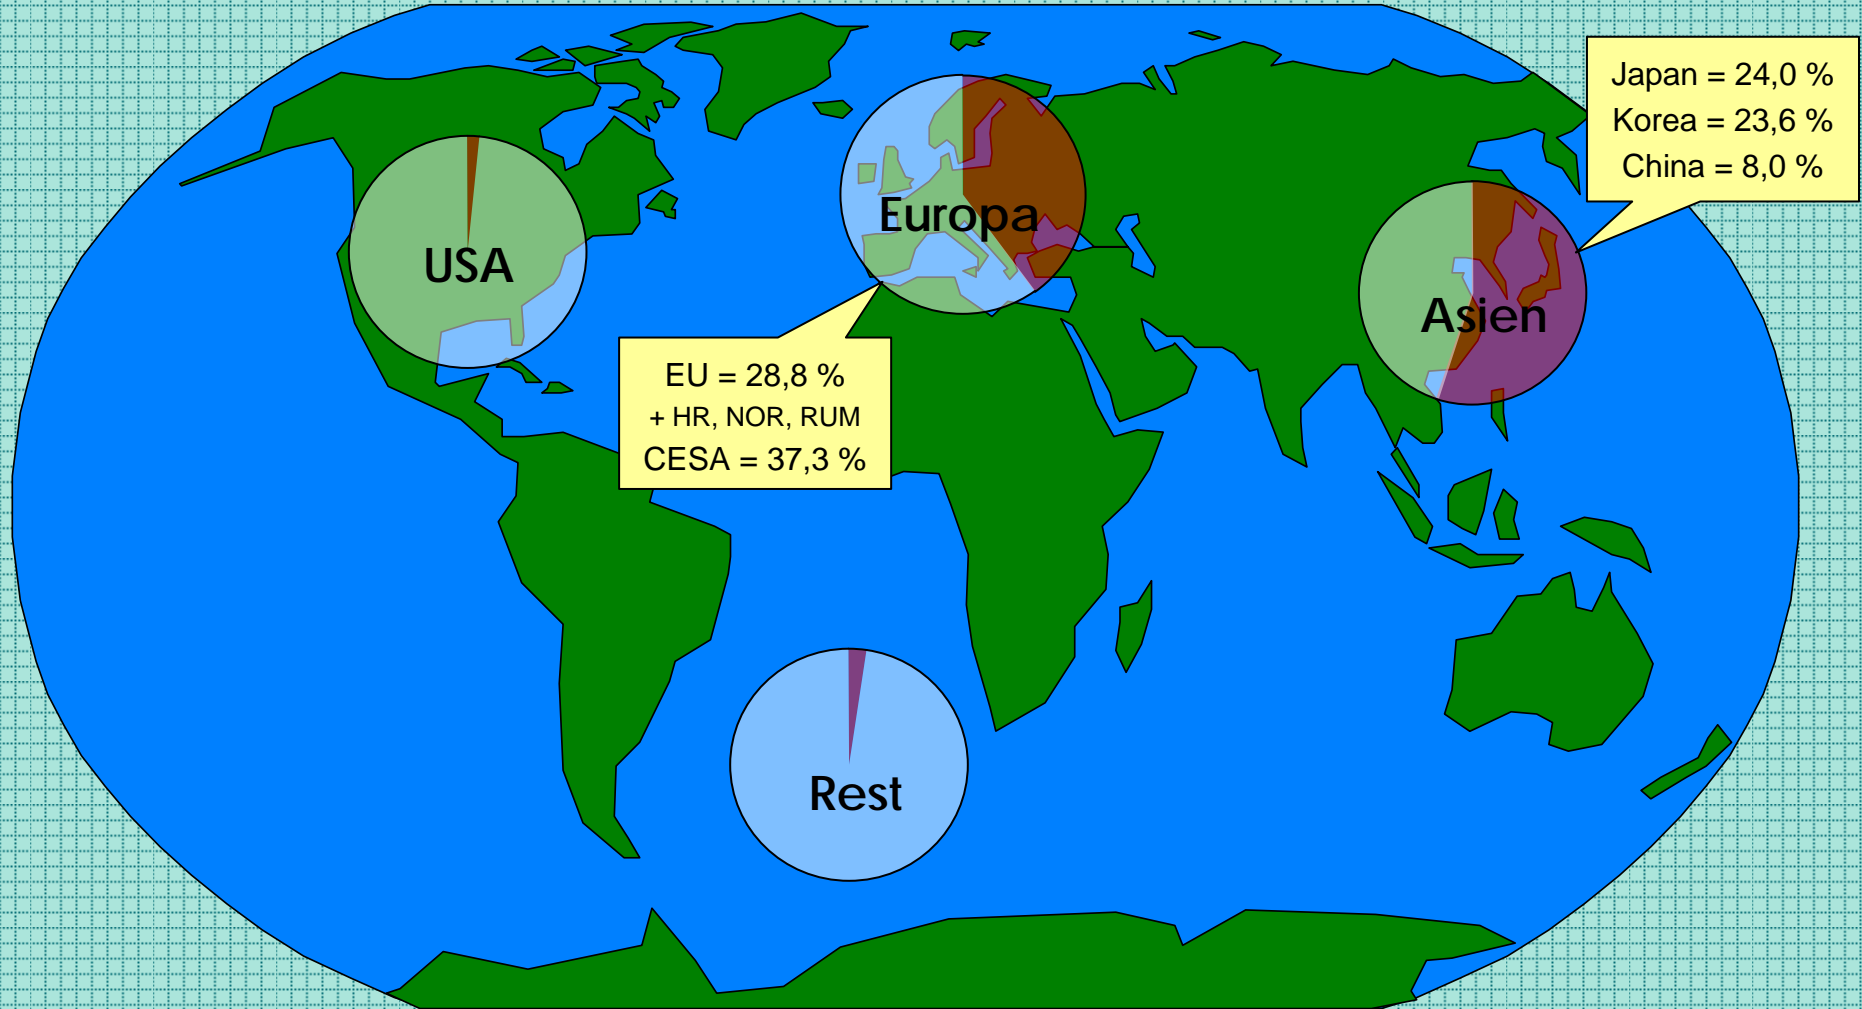 Japan = 24,0 %
Korea = 23,6 %
China = 8,0 %
USA
Europa
Asien
EU = 28,8 %
+ HR, NOR, RUM
CESA = 37,3 %
Rest